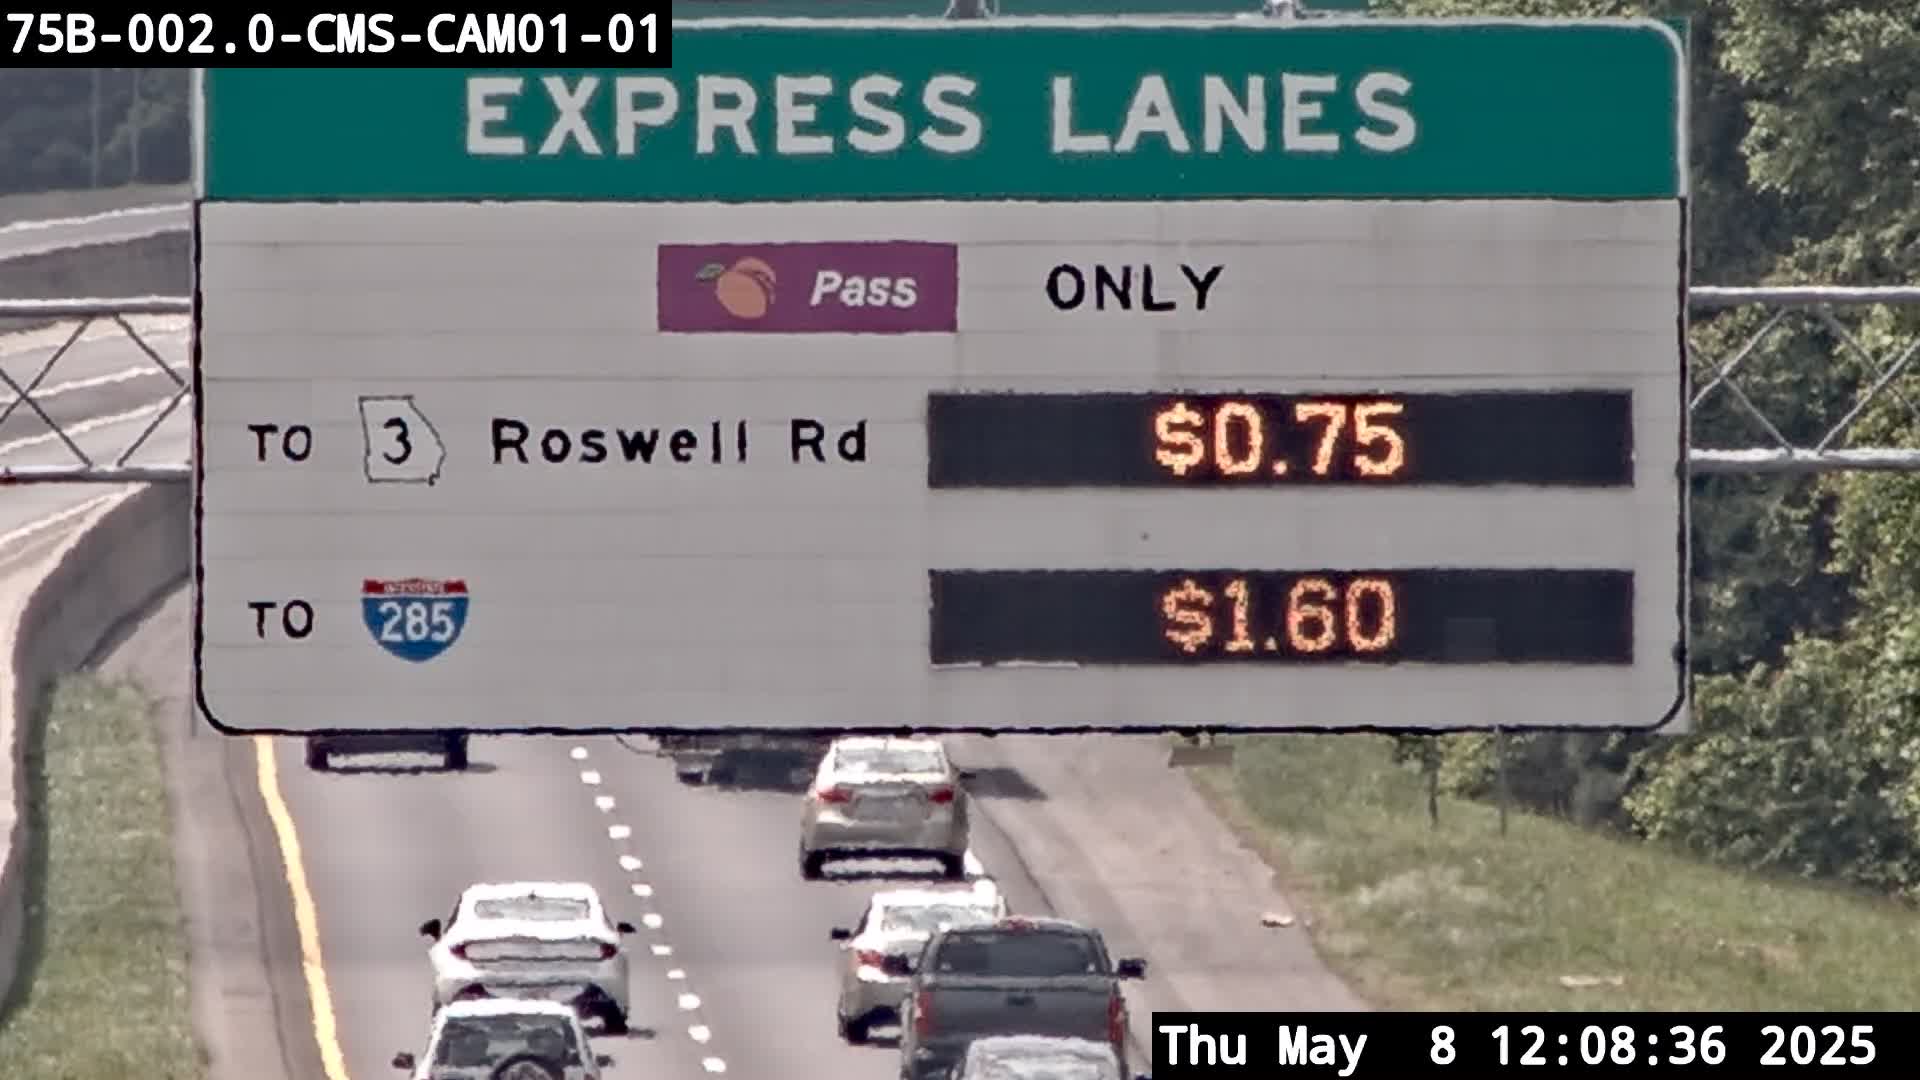 75B-002.0-CMS-CAM01-01
EXPRESS LANES
Pass ONLY
TO 3 Roswell Rd $0.75
INTERSTATE
TO 285 $1.60
Thu May 8 12:08:36 2025